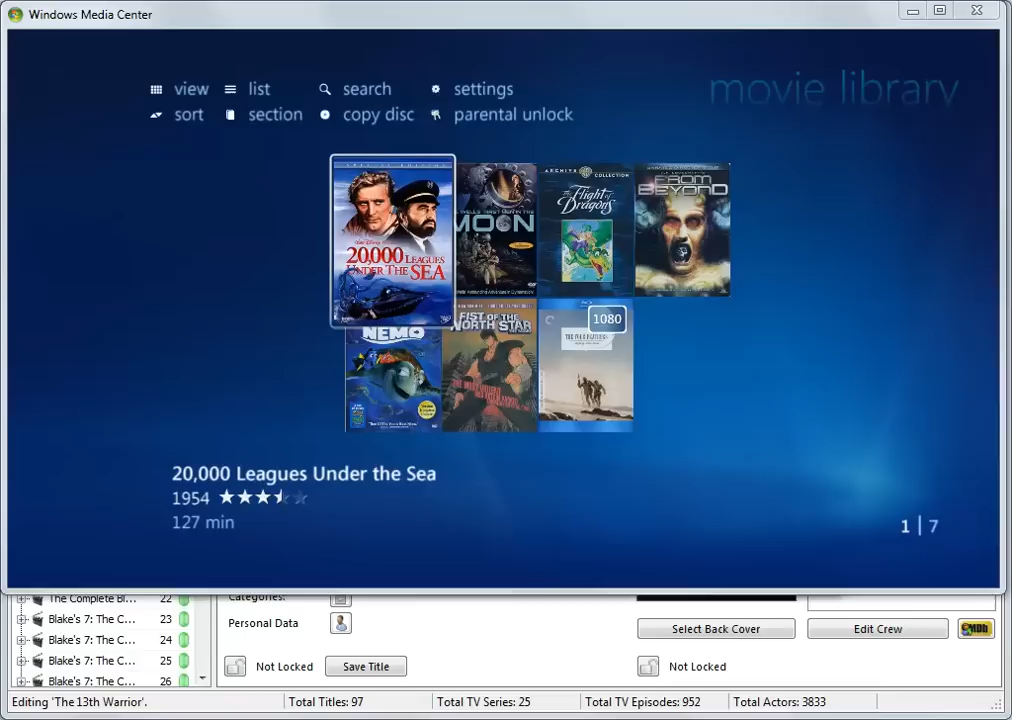 Windows Media Center
view list search settings
sort section copy disc parental unlock
movie library
20,000 LEAGUES
UNDER THE SEA
MOON
ARCHIVE COLLECTION
The Flight of
Dragons
FROM
BEYOND
NEMO
FIST OF THE
NORTH STAR
1080
20,000 Leagues Under the Sea
1954
127 min
1 | 7
The Complete Bl... 22
Blake's 7: The C... 23
Blake's 7: The C... 24
Blake's 7: The C... 25
Blake's 7: The C... 26
Categories:
Personal Data
Not Locked
Save Title
Select Back Cover
Edit Crew
IMDb
Not Locked
Editing 'The 13th Warrior'.
Total Titles: 97
Total TV Series: 25
Total TV Episodes: 952
Total Actors: 3833